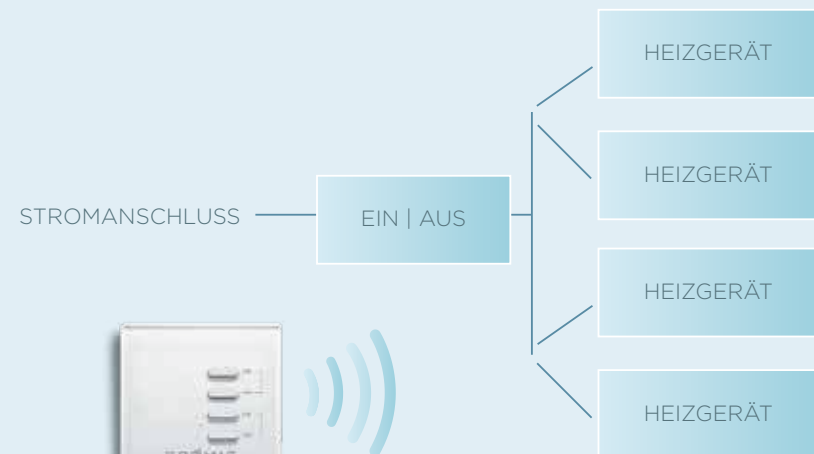 HEIZGERÄT
HEIZGERÄT
STROMANSCHLUSS
EIN | AUS
HEIZGERÄT
HEIZGERÄT